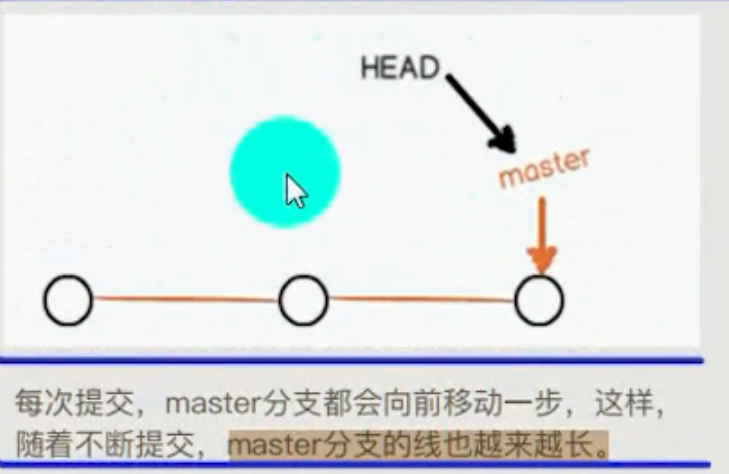 HEAD
master
每次提交，master分支都会向前移动一步，这样，
随着不断提交，master分支的线也越来越长。